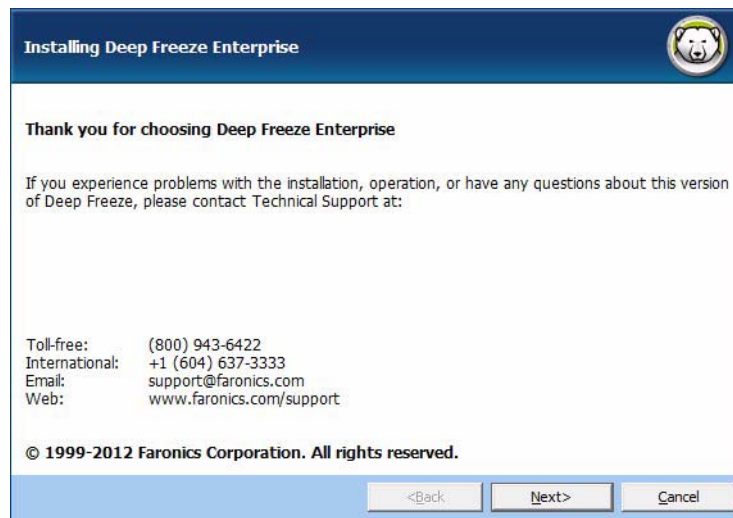 Installing Deep Freeze Enterprise
Thank you for choosing Deep Freeze Enterprise
If you experience problems with the installation, operation, or have any questions about this version
of Deep Freeze, please contact Technical Support at:
Toll-free: (800) 943-6422
International: +1 (604) 637-3333
Email: support@faronics.com
Web: www.faronics.com/support
© 1999-2012 Faronics Corporation. All rights reserved.
<Back Next> Cancel